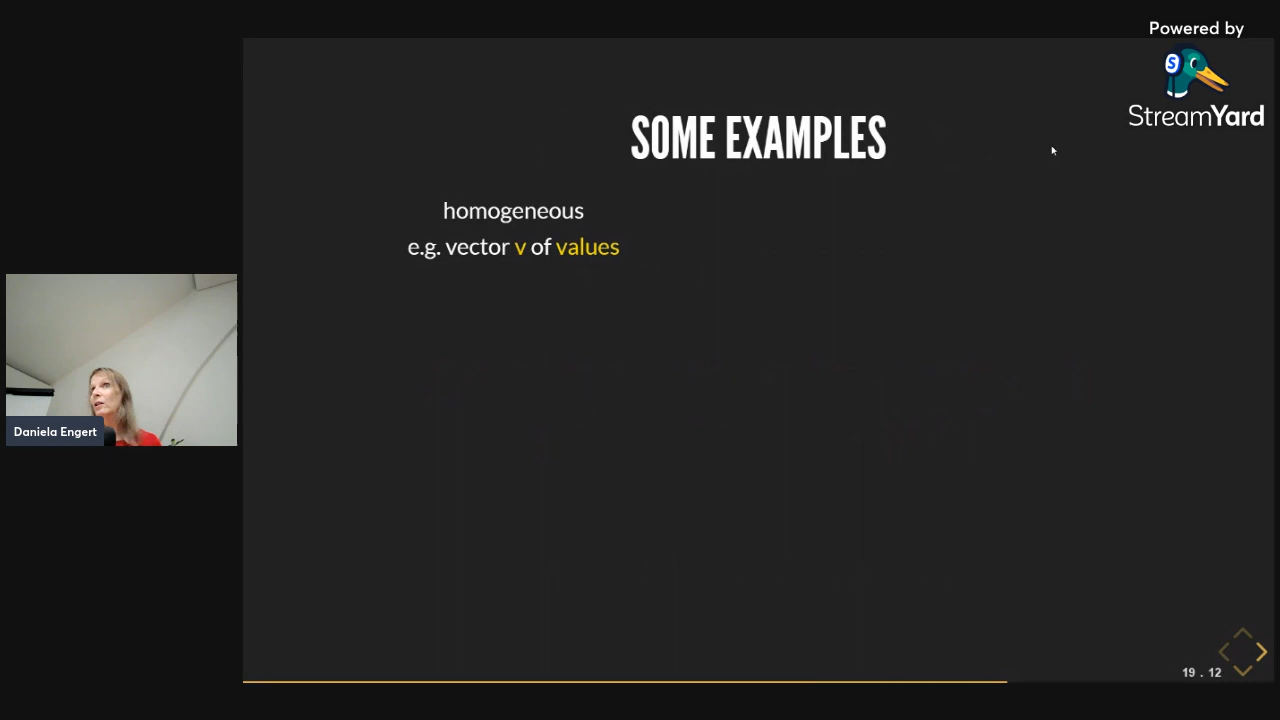 Powered by
StreamYard
SOME EXAMPLES
homogeneous
e.g. vector v of values
Daniela Engert
19 . 12